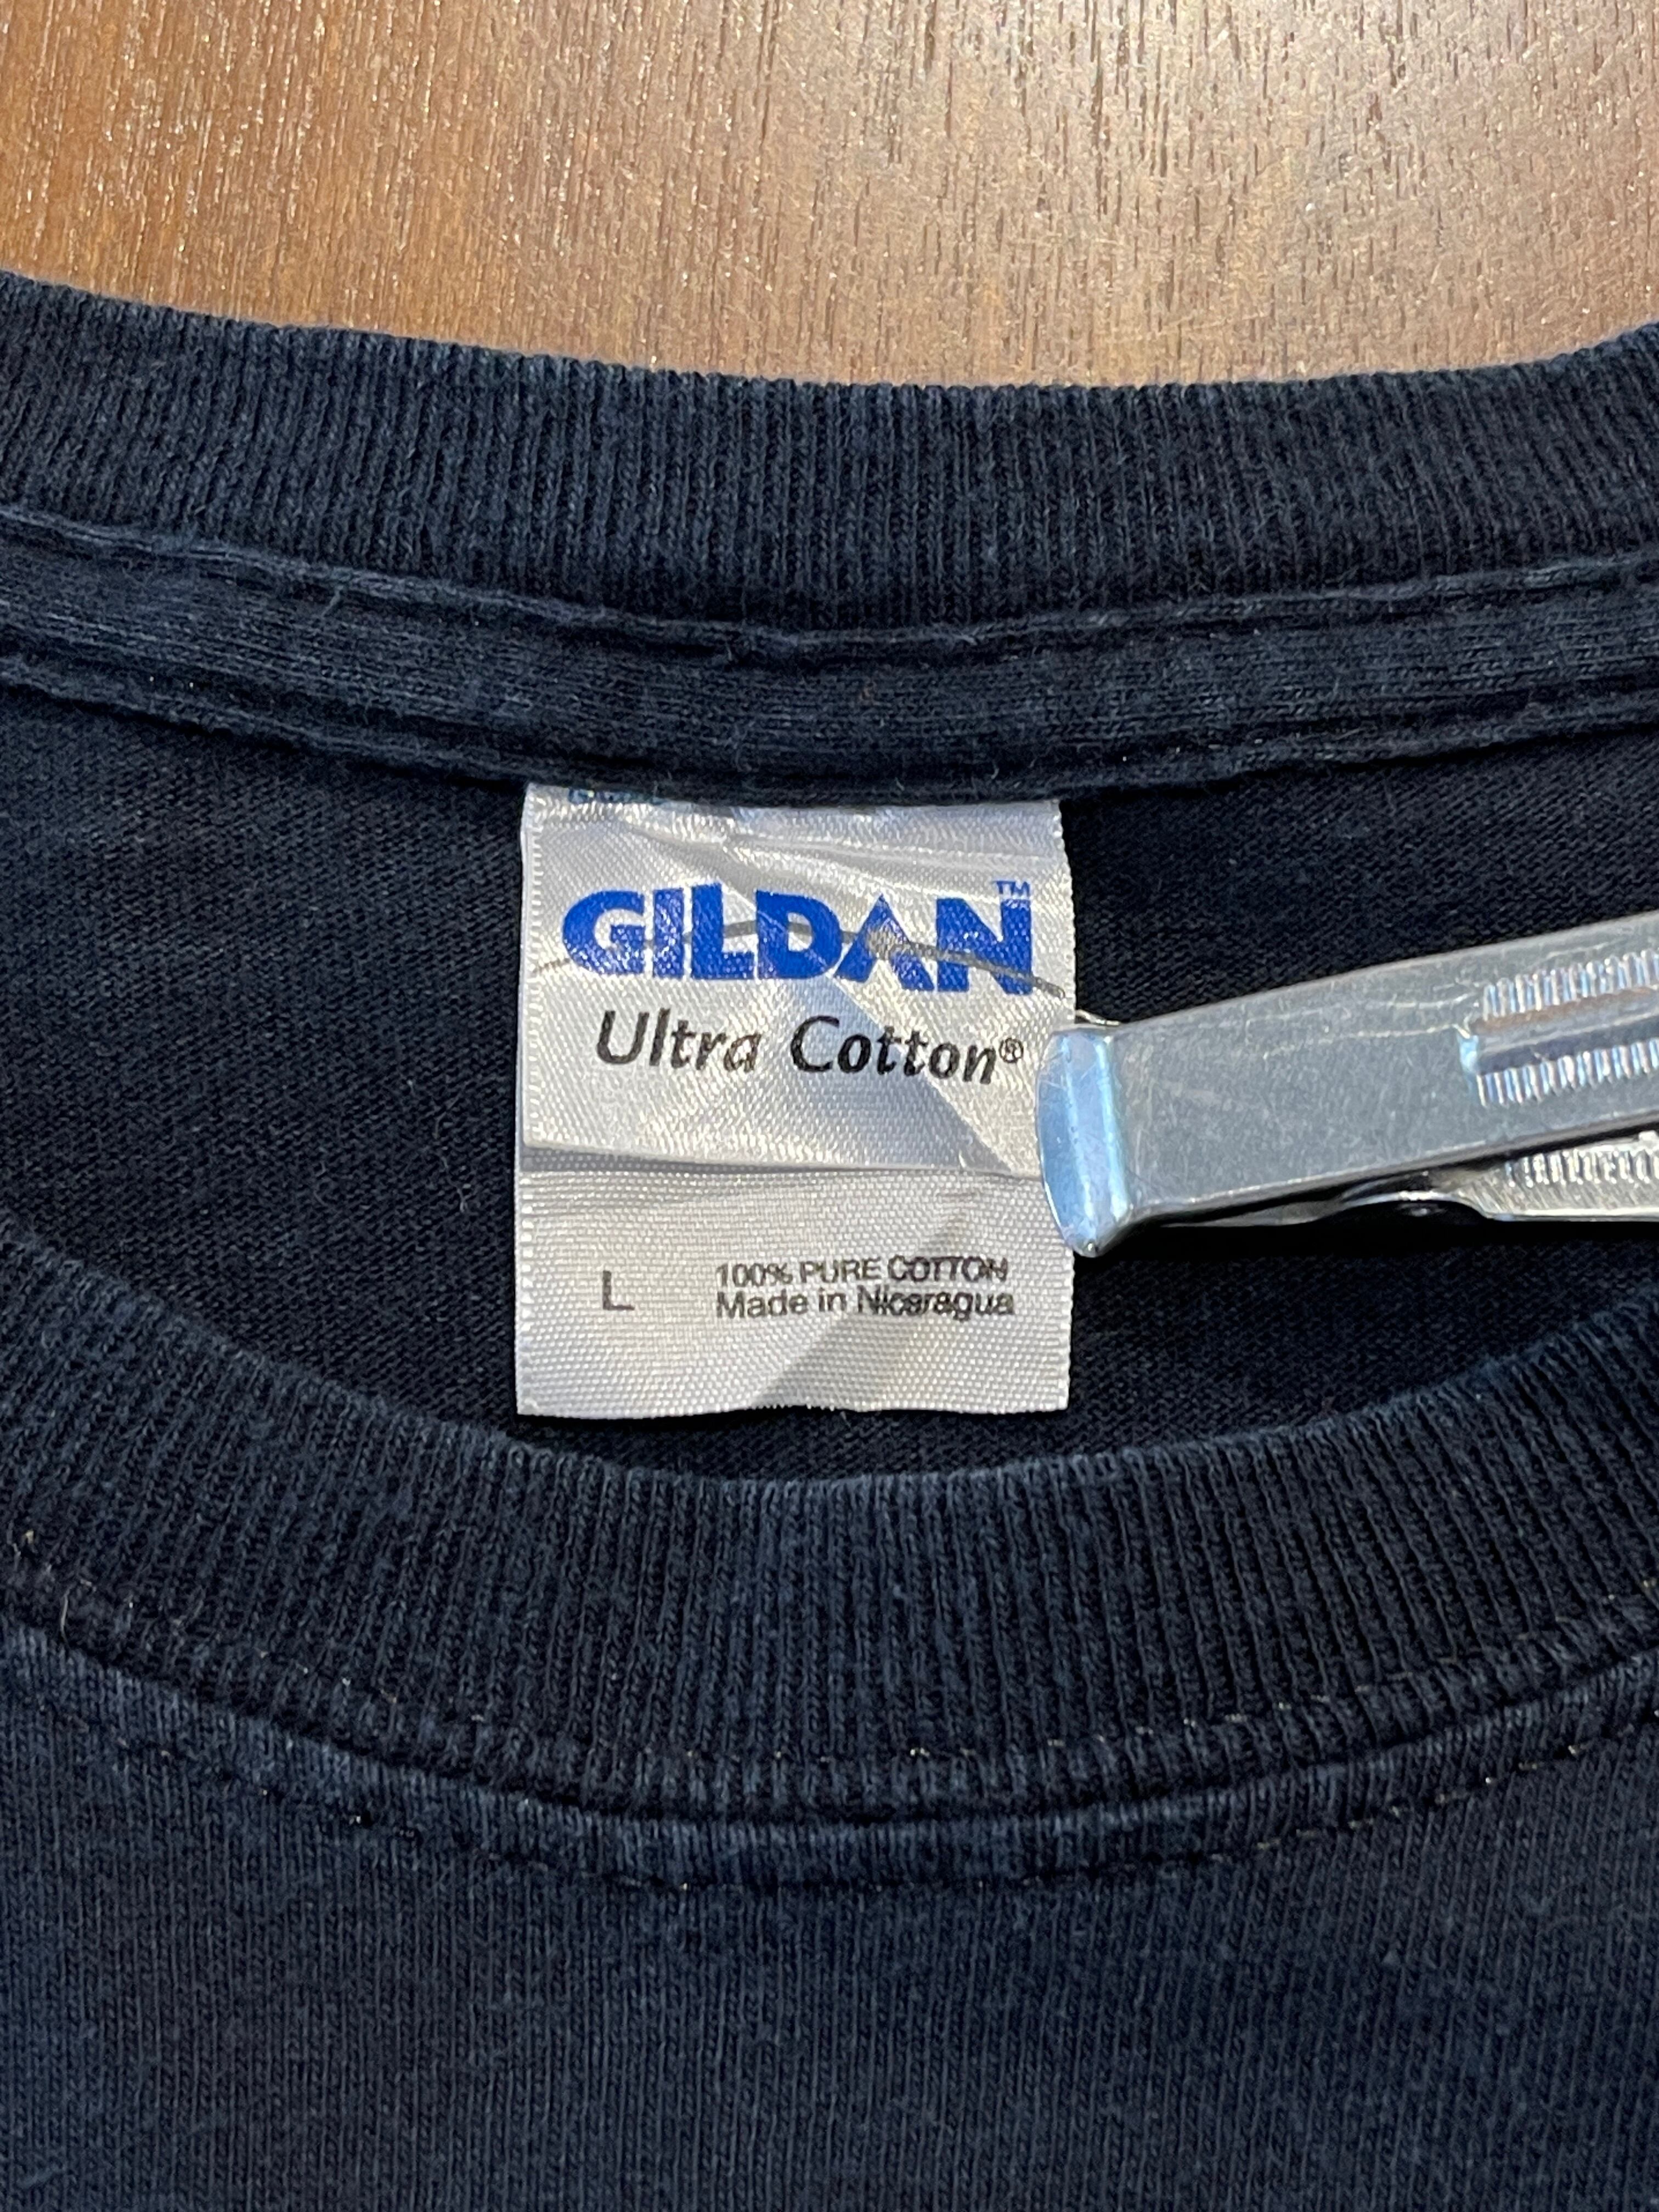 GILDAN™
Ultra Cotton®
L
100% PURE COTTON
Made in Nicaragua